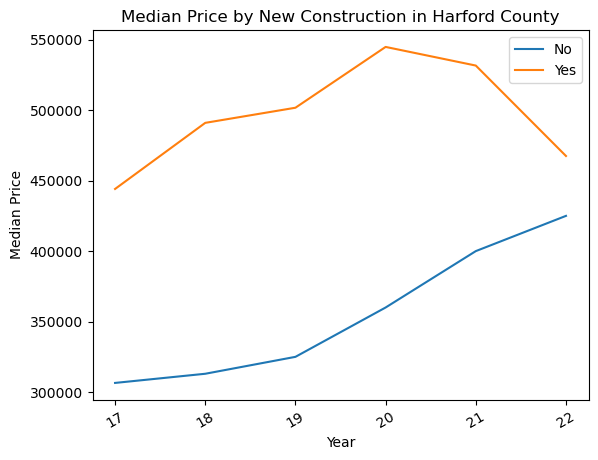 Median Price by New Construction in Harford County
No
Yes
550000
500000
450000
400000
350000
300000
Median Price
17
18
19
20
21
22
Year